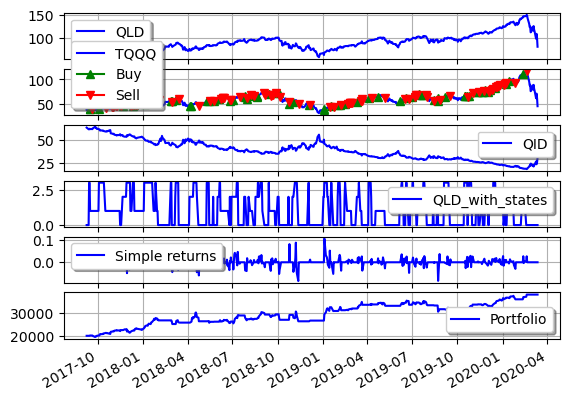 150
QLD
100
TQQQ
100
Buy
50
Sell
50
QID
25
2.5
QLD_with_states
0.0
0.1
Simple returns
0.0
30000
Portfolio
20000
2017-10
2018-01
2018-04
2018-07
2018-10
2019-01
2019-04
2019-07
2019-10
2020-01
2020-04